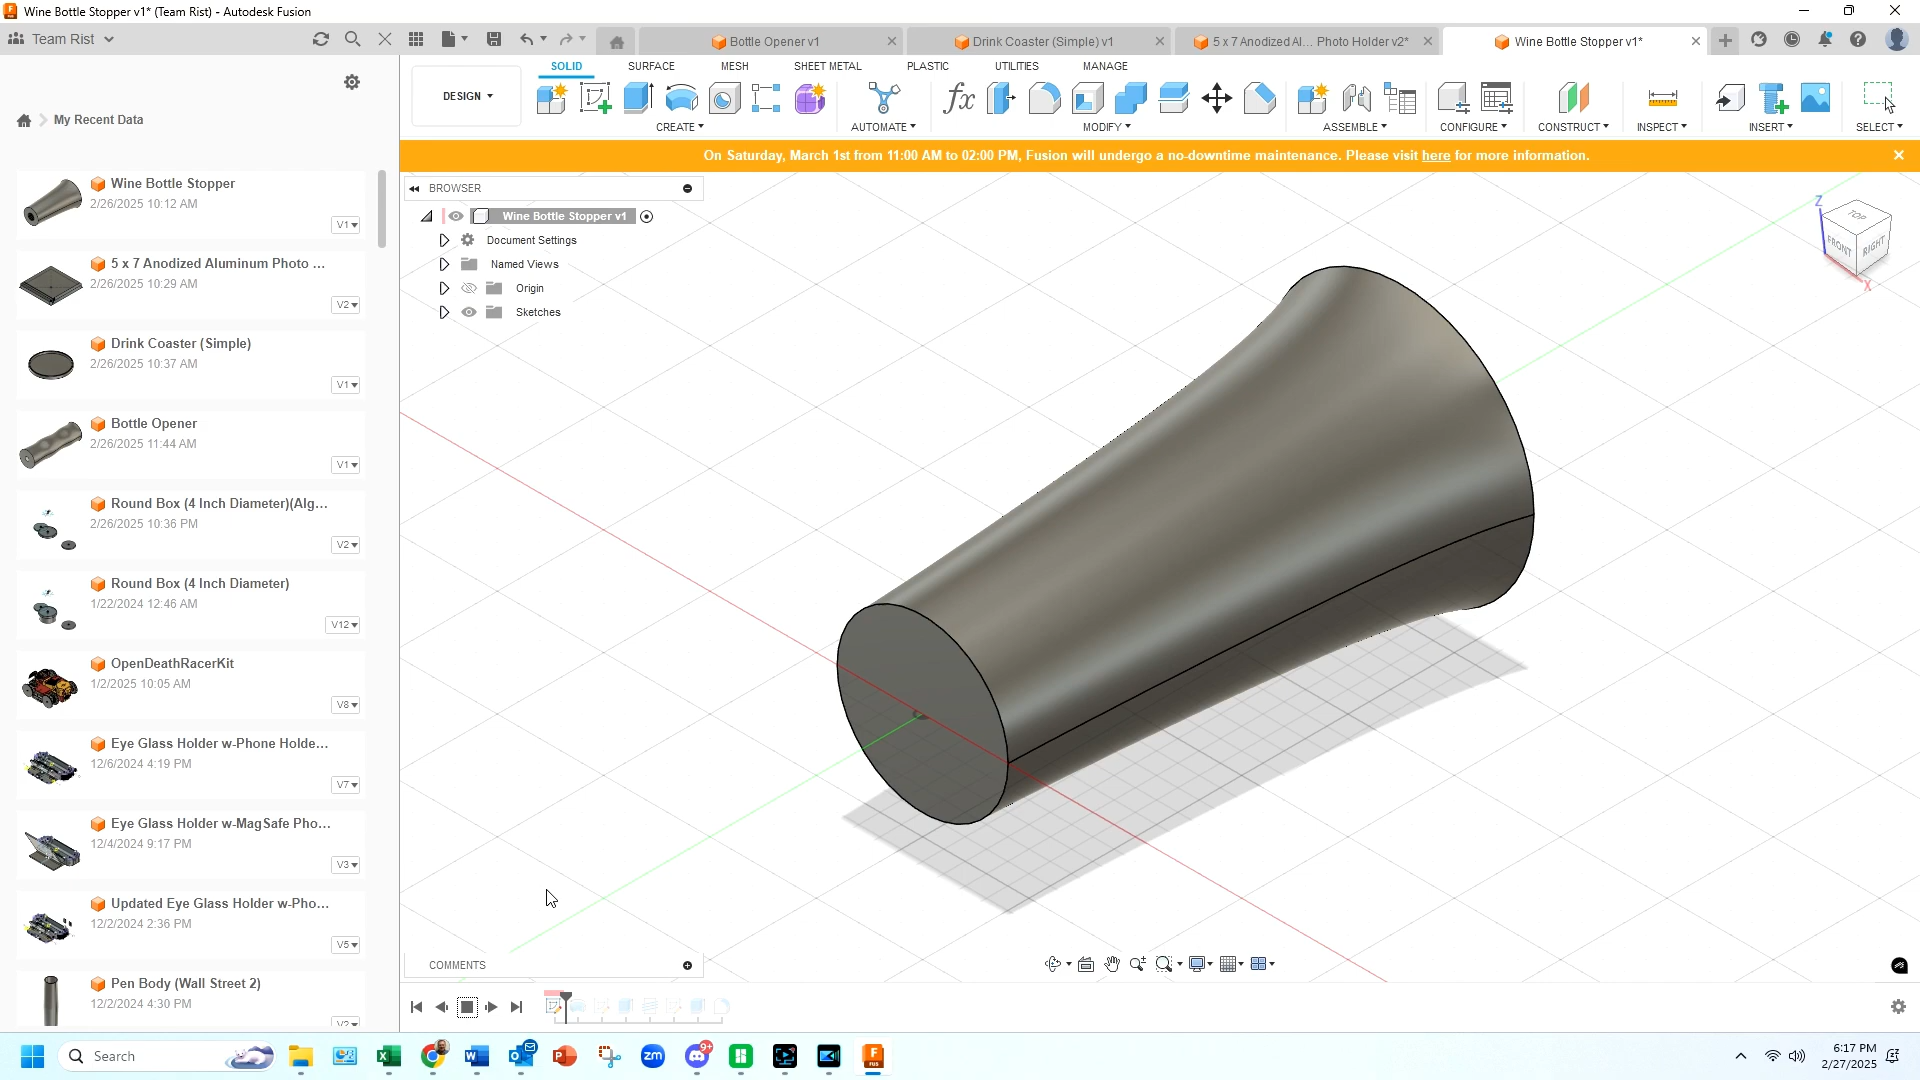 Wine Bottle Stopper v1* (Team Rist) - Autodesk Fusion
Team Rist
Bottle Opener v1
Drink Coaster (Simple) v1
5 x 7 Anodized Al... Photo Holder v2*
Wine Bottle Stopper v1*
SOLID
SURFACE
MESH
SHEET METAL
PLASTIC
UTILITIES
MANAGE
DESIGN
CREATE
AUTOMATE
MODIFY
ASSEMBLE
CONFIGURE
CONSTRUCT
INSPECT
INSERT
SELECT
My Recent Data
On Saturday, March 1st from 11:00 AM to 02:00 PM, Fusion will undergo a no-downtime maintenance. Please visit here for more information.
BROWSER
Wine Bottle Stopper v1
Document Settings
Named Views
Origin
Sketches
Z
TOP
FRONT
RIGHT
X
Wine Bottle Stopper
2/26/2025 10:12 AM
V1
5 x 7 Anodized Aluminum Photo ...
2/26/2025 10:29 AM
V2
Drink Coaster (Simple)
2/26/2025 10:37 AM
V1
Bottle Opener
2/26/2025 11:44 AM
V1
Round Box (4 Inch Diameter)(Alg...
2/26/2025 10:36 PM
V2
Round Box (4 Inch Diameter)
1/22/2024 12:46 AM
V12
OpenDeathRacerKit
1/2/2025 10:05 AM
V8
Eye Glass Holder w-Phone Holde...
12/6/2024 4:19 PM
V7
Eye Glass Holder w-MagSafe Pho...
12/4/2024 9:17 PM
V3
Updated Eye Glass Holder w-Pho...
12/2/2024 2:36 PM
V5
Pen Body (Wall Street 2)
12/2/2024 4:30 PM
V2
COMMENTS
Search
zm
9+
6:17 PM
2/27/2025